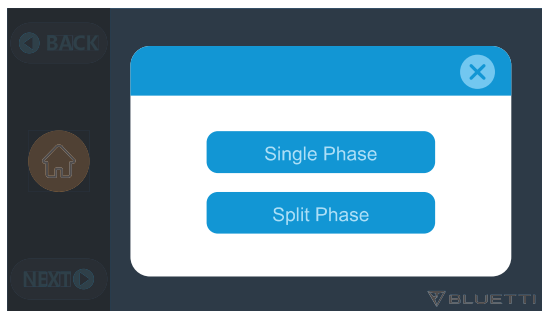 BACK
Single Phase
Split Phase
NEXT
BLUETTI